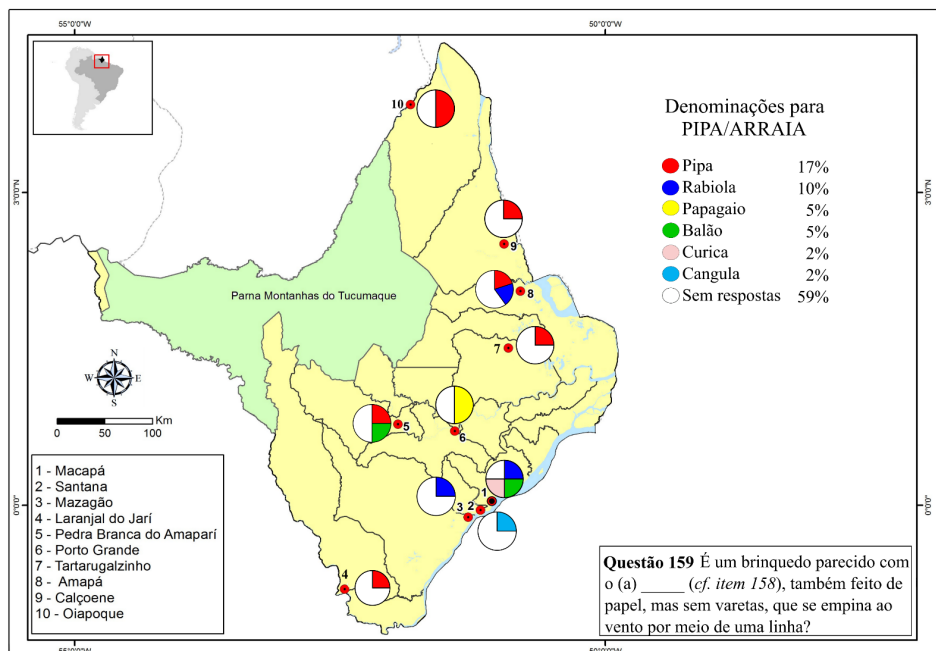 55°0'0"W
50°0'0"W
Denominações para
PIPA/ARRAIA
Pipa 17%
Rabiola 10%
Papagaio 5%
Balão 5%
Curica 2%
Cangula 2%
Sem respostas 59%
3°0'0"N
3°0'0"N
10
9
8
7
Parna Montanhas do Tucumaque
N
W E
S
Km
0 50 100
5
6
1
2
3
4
0°0'0"
0°0'0"
1 - Macapá
2 - Santana
3 - Mazagão
4 - Laranjal do Jarí
5 - Pedra Branca do Amaparí
6 - Porto Grande
7 - Tartarugalzinho
8 - Amapá
9 - Calçoene
10 - Oiapoque
Questão 159 É um brinquedo parecido com
o (a) _____ (cf. item 158), também feito de
papel, mas sem varetas, que se empina ao
vento por meio de uma linha?